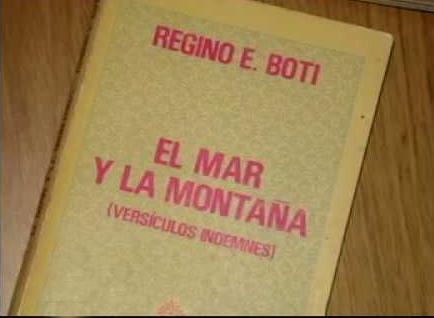 REGINO E. BOTI
EL MAR
Y LA MONTAÑA
(VERSÍCULOS INDEMNES)